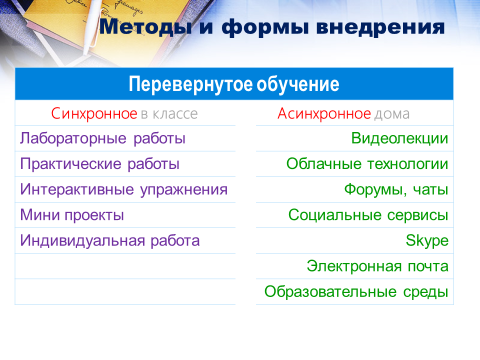 Методы и формы внедрения
Перевернутое обучение
Синхронное в классе
Асинхронное дома
Лабораторные работы
Видеолекции
Практические работы
Облачные технологии
Интерактивные упражнения
Форумы, чаты
Мини проекты
Социальные сервисы
Индивидуальная работа
Skype
Электронная почта
Образовательные среды